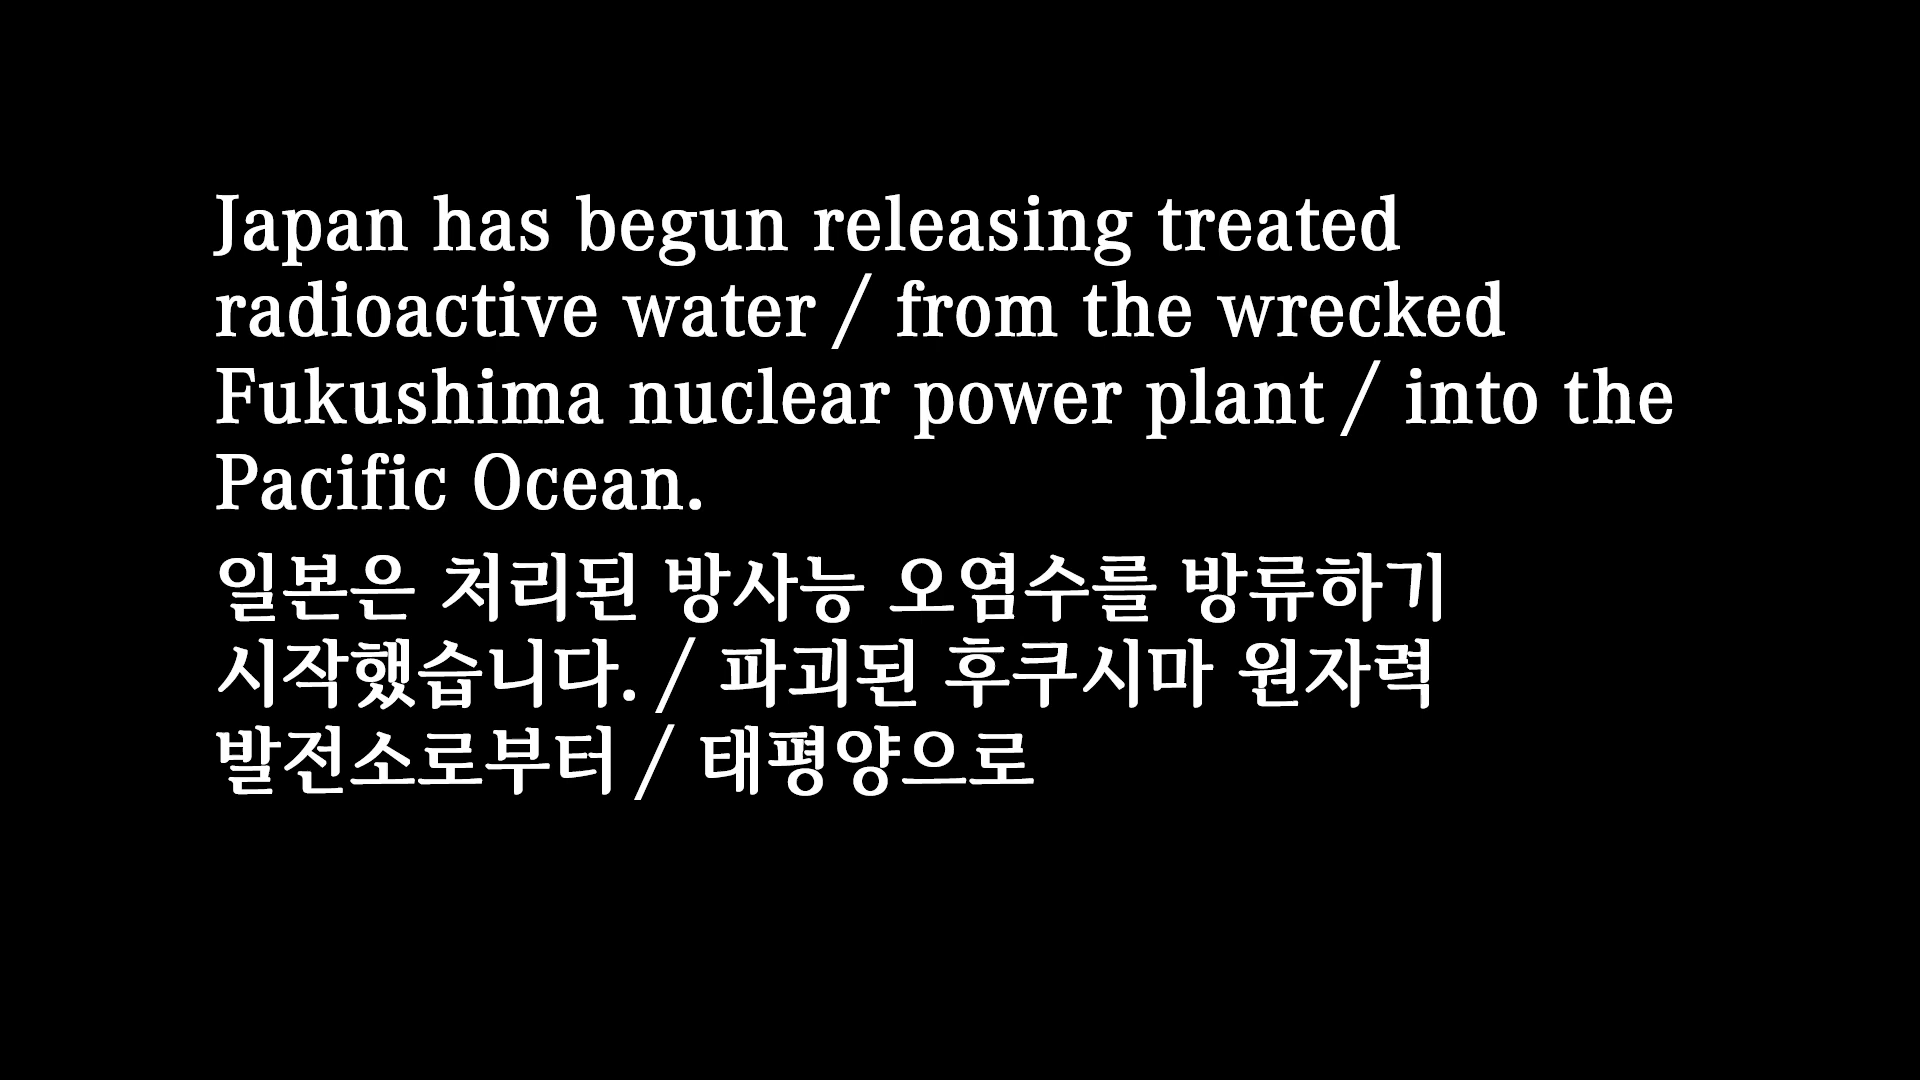 Japan has begun releasing treated
radioactive water / from the wrecked
Fukushima nuclear power plant / into the
Pacific Ocean.
일본은 처리된 방사능 오염수를 방류하기
시작했습니다. / 파괴된 후쿠시마 원자력
발전소로부터 / 태평양으로